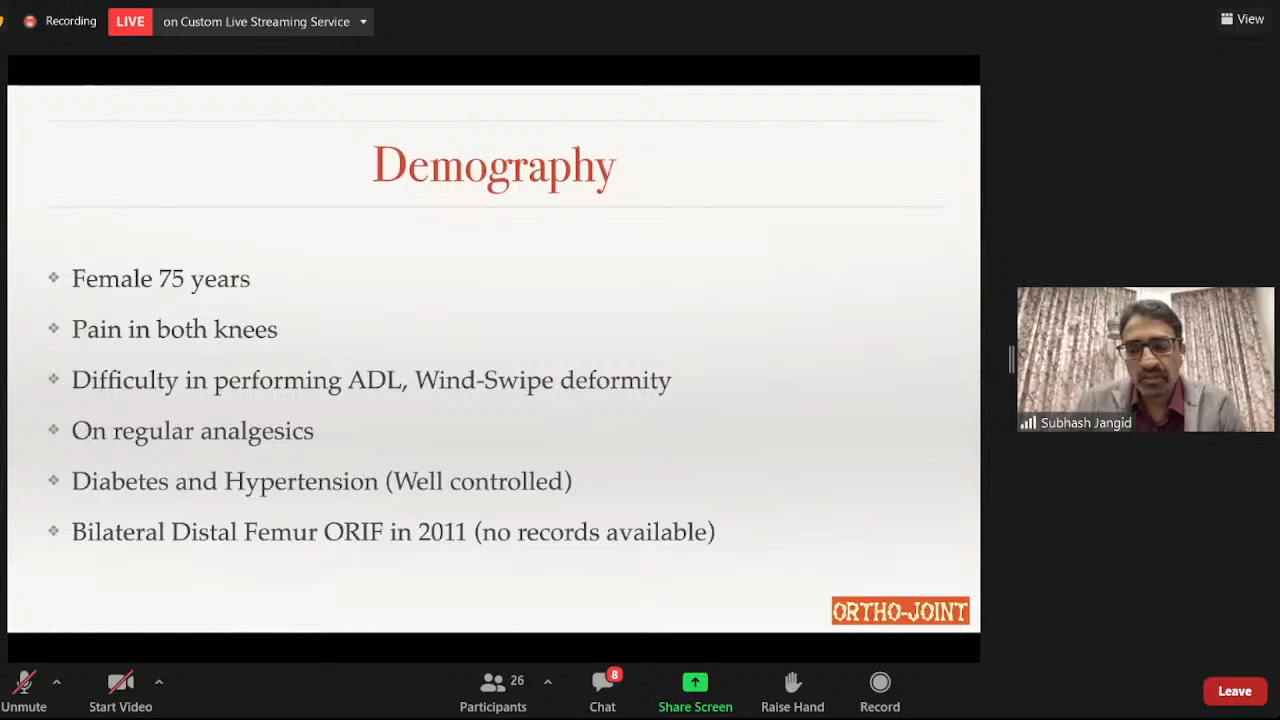 Recording
LIVE on Custom Live Streaming Service
View
Demography
Female 75 years
Pain in both knees
Difficulty in performing ADL, Wind-Swipe deformity
On regular analgesics
Diabetes and Hypertension (Well controlled)
Bilateral Distal Femur ORIF in 2011 (no records available)
ORTHO-JOINT
Subhash Jangid
Unmute
Start Video
26
Participants
8
Chat
Share Screen
Raise Hand
Record
Leave